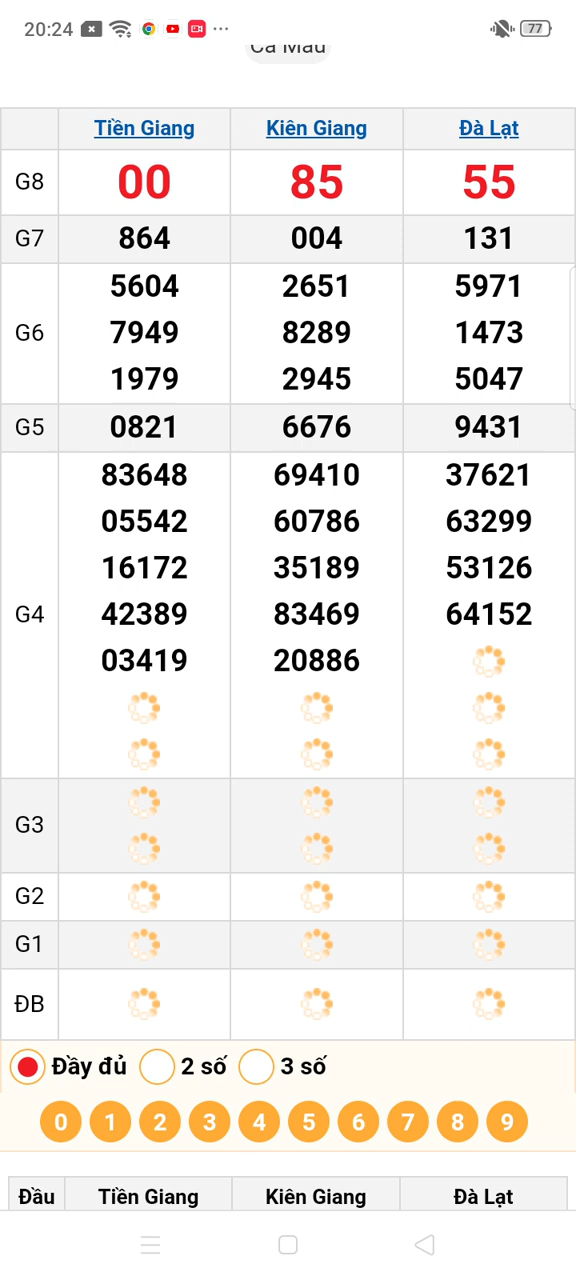 20:24
77
Cà Mau
Tiền Giang Kiên Giang Đà Lạt
G8 00 85 55
G7 864 004 131
5604 2651 5971
G6 7949 8289 1473
1979 2945 5047
G5 0821 6676 9431
83648 69410 37621
05542 60786 63299
16172 35189 53126
G4 42389 83469 64152
03419 20886
G3
G2
G1
ĐB
Đầy đủ 2 số 3 số
0 1 2 3 4 5 6 7 8 9
Đầu Tiền Giang Kiên Giang Đà Lạt